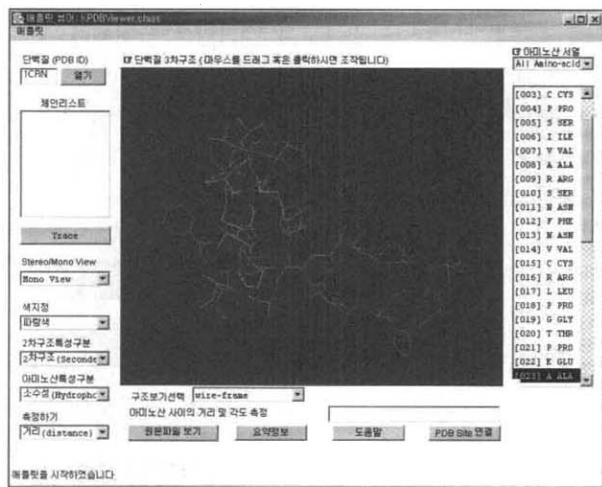 애플릿 뷰어: KPDBViewer.class
애플릿
단백질 (PDB ID)
1CRN
열기
☞ 단백질 3차구조 (마우스를 드래그 혹은 클릭하시면 조작됩니다)
☞ 아미노산 서열
All Amino-acid
체인리스트
Trace
Stereo/Mono View
Mono View
색지정
파랑색
2차구조특성구분
2차구조(Seconda
아미노산특성구분
소수성(Hydropho
측정하기
거리(distance)
[003] C CYS
[004] P PRO
[005] S SER
[006] I ILE
[007] V VAL
[008] A ALA
[009] R ARG
[010] S SER
[011] N ASN
[012] F PHE
[013] N ASN
[014] V VAL
[015] C CYS
[016] R ARG
[017] L LEU
[018] P PRO
[019] G GLY
[020] T THR
[021] P PRO
[022] E GLU
[023] A ALA
구조보기선택
wire-frame
아미노산 사이의 거리 및 각도 측정
원문파일 보기
요약정보
도움말
PDB Site 연결
애플릿을 시작하였습니다.